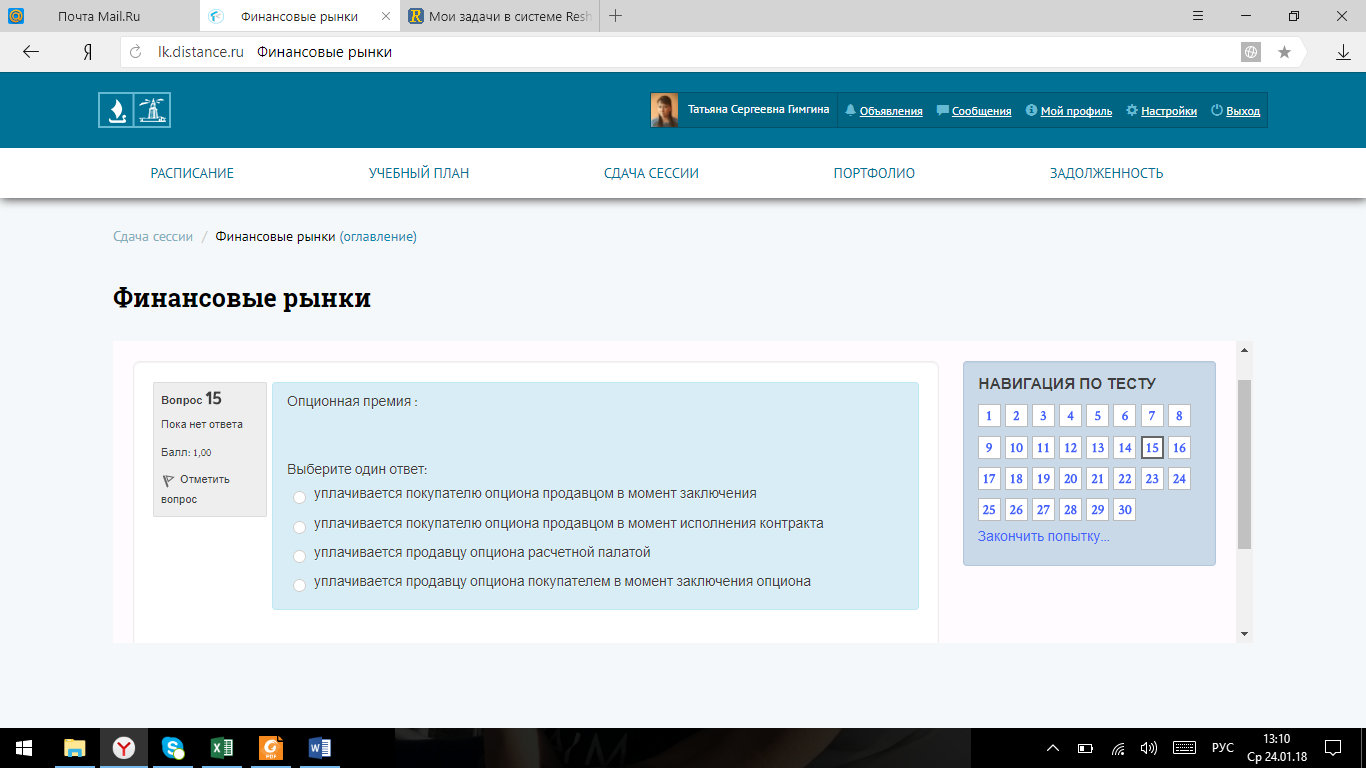 Почта Mail.Ru
Финансовые рынки
Мои задачи в системе Resh
lk.distance.ru Финансовые рынки
Татьяна Сергеевна Гимгина
Объявления
Сообщения
Мой профиль
Настройки
Выход
РАСПИСАНИЕ
УЧЕБНЫЙ ПЛАН
СДАЧА СЕССИИ
ПОРТФОЛИО
ЗАДОЛЖЕННОСТЬ
Сдача сессии / Финансовые рынки (оглавление)
Финансовые рынки
Вопрос 15
Пока нет ответа
Балл: 1,00
Отметить
вопрос
Опционная премия :
Выберите один ответ:
уплачивается покупателю опциона продавцом в момент заключения
уплачивается покупателю опциона продавцом в момент исполнения контракта
уплачивается продавцу опциона расчетной палатой
уплачивается продавцу опциона покупателем в момент заключения опциона
НАВИГАЦИЯ ПО ТЕСТУ
1 2 3 4 5 6 7 8
9 10 11 12 13 14 15 16
17 18 19 20 21 22 23 24
25 26 27 28 29 30
Закончить попытку...
РУС
13:10
Ср 24.01.18